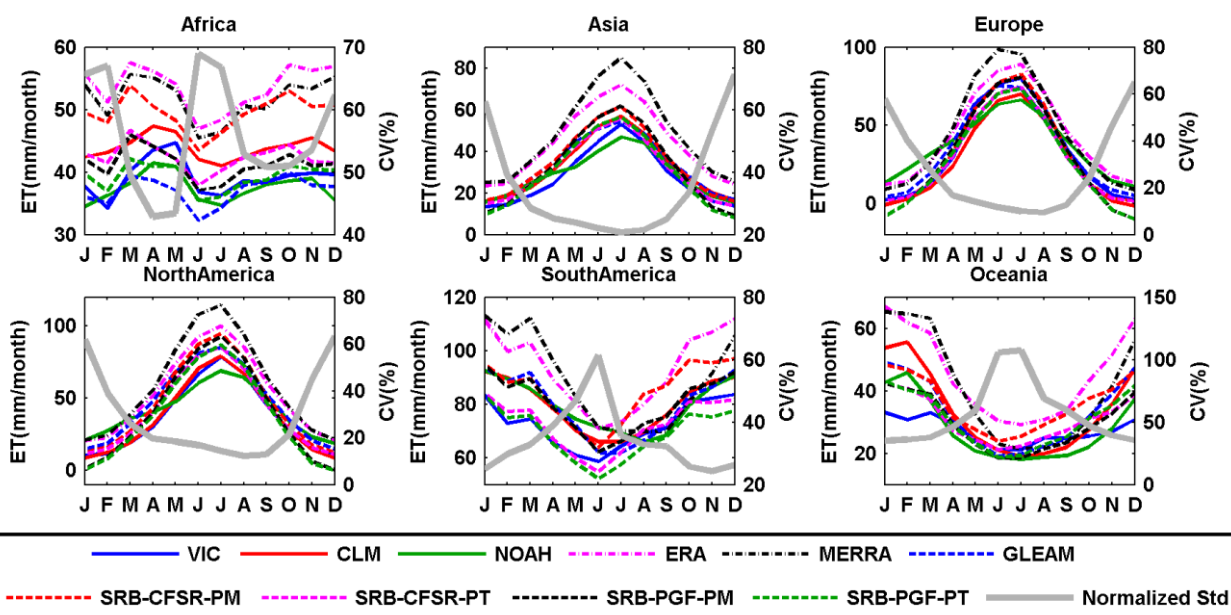 Africa
Asia
Europe
60 50 40 30
ET(mm/month)
70 60 50 40
CV(%)
J F M A M J J A S O N D
80 60 40 20 0
ET(mm/month)
80 60 40 20
CV(%)
J F M A M J J A S O N D
100 50 0
ET(mm/month)
80 60 40 20 0
CV(%)
J F M A M J J A S O N D
NorthAmerica
SouthAmerica
Oceania
100 50 0
ET(mm/month)
80 60 40 20 0
CV(%)
J F M A M J J A S O N D
120 100 80 60
ET(mm/month)
80 60 40 20
CV(%)
J F M A M J J A S O N D
60 40 20
ET(mm/month)
150 100 50 0
CV(%)
J F M A M J J A S O N D
VIC CLM NOAH ERA MERRA GLEAM
SRB-CFSR-PM SRB-CFSR-PT SRB-PGF-PM SRB-PGF-PT Normalized Std